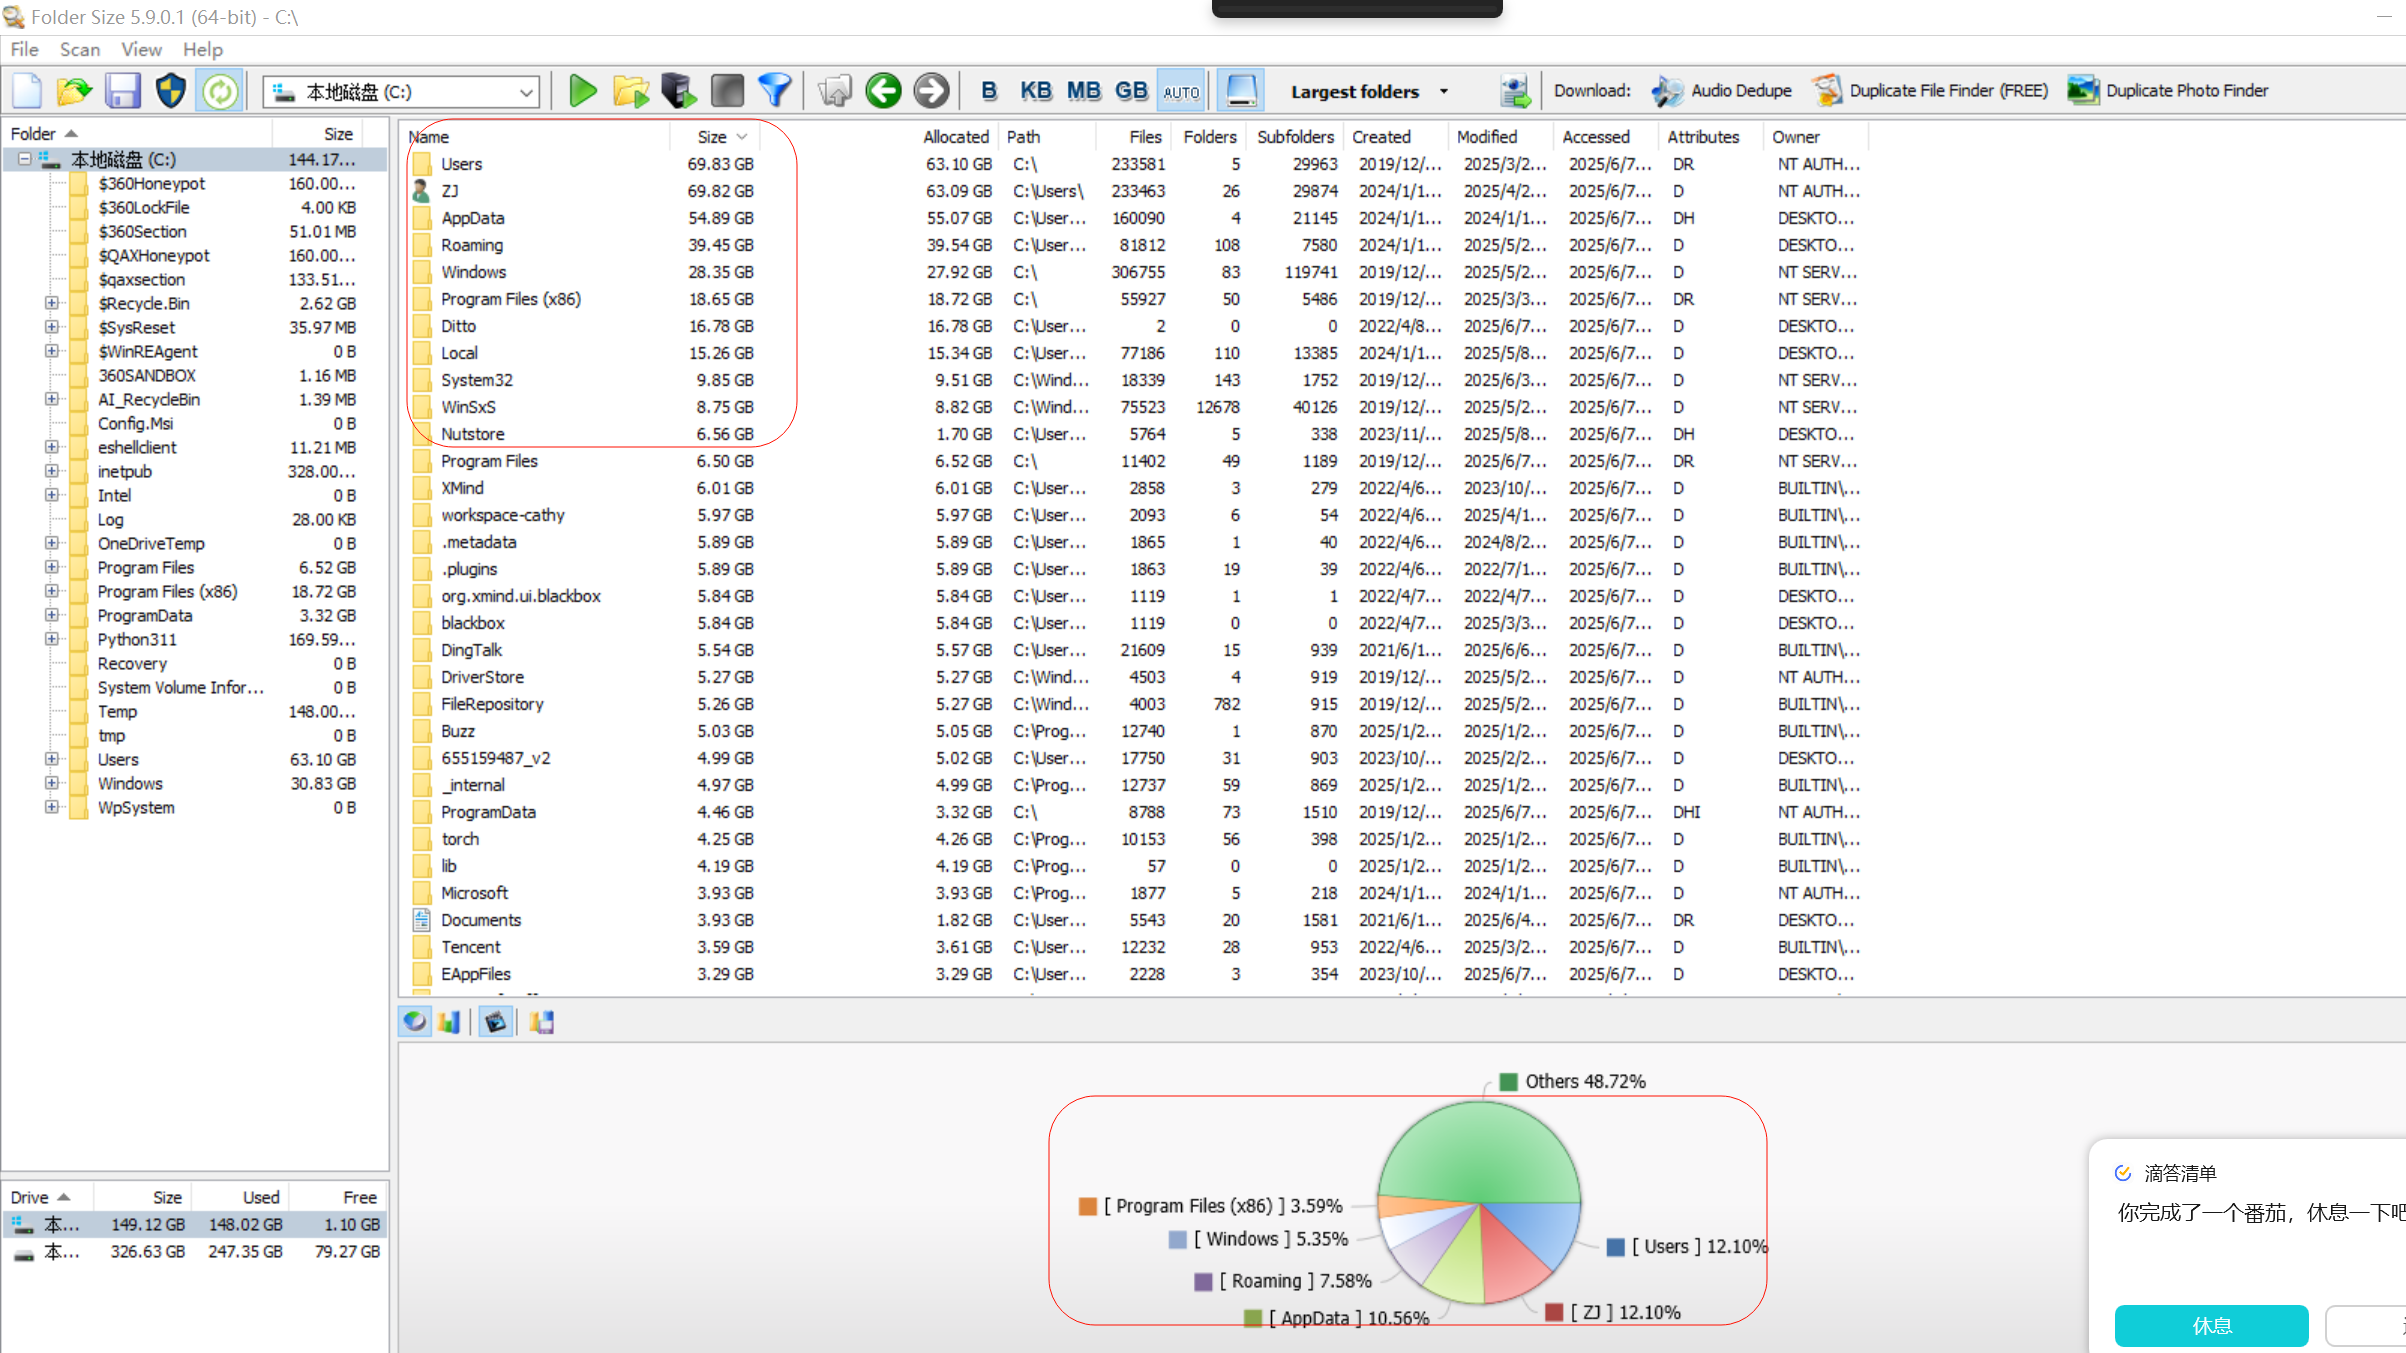 Folder Size 5.9.0.1 (64-bit) - C:\
File Scan View Help
本地磁盘 (C:) B KB MB GB AUTO Largest folders Download: Audio Dedupe Duplicate File Finder (FREE) Duplicate Photo Finder
Folder Size
本地磁盘 (C:) 144.17...
$360Honeypot 160.00...
$360LockFile 4.00 KB
$360Section 51.01 MB
$QAXHoneypot 160.00...
$qaxsection 133.51...
$Recycle.Bin 2.62 GB
$SysReset 35.97 MB
$WinREAgent 0 B
360SANDBOX 1.16 MB
AI_RecycleBin 1.39 MB
Config.Msi 0 B
eshellclient 11.21 MB
inetpub 328.00...
Intel 0 B
Log 28.00 KB
OneDriveTemp 0 B
Program Files 6.52 GB
Program Files (x86) 18.72 GB
ProgramData 3.32 GB
Python311 169.59...
Recovery 0 B
System Volume Infor... 0 B
Temp 148.00...
tmp 0 B
Users 63.10 GB
Windows 30.83 GB
WpSystem 0 B
Name Size Allocated Path Files Folders Subfolders Created Modified Accessed Attributes Owner
Users 69.83 GB 63.10 GB C:\ 233581 5 29963 2019/12/... 2025/3/2... 2025/6/7... DR NT AUTH...
ZJ 69.82 GB 63.09 GB C:\Users\ 233463 26 29874 2024/1/1... 2025/4/2... 2025/6/7... D NT AUTH...
AppData 54.89 GB 55.07 GB C:\User... 160090 4 21145 2024/1/1... 2024/1/1... 2025/6/7... DH DESKTO...
Roaming 39.45 GB 39.54 GB C:\User... 81812 108 7580 2024/1/1... 2025/5/2... 2025/6/7... D DESKTO...
Windows 28.35 GB 27.92 GB C:\ 306755 83 119741 2019/12/... 2025/5/2... 2025/6/7... D NT SERV...
Program Files (x86) 18.65 GB 18.72 GB C:\ 55927 50 5486 2019/12/... 2025/3/3... 2025/6/7... DR NT SERV...
Ditto 16.78 GB 16.78 GB C:\User... 2 0 0 2022/4/8... 2025/6/7... 2025/6/7... D DESKTO...
Local 15.26 GB 15.34 GB C:\User... 77186 110 13385 2024/1/1... 2025/5/8... 2025/6/7... D DESKTO...
System32 9.85 GB 9.51 GB C:\Wind... 18339 143 1752 2019/12/... 2025/6/3... 2025/6/7... D NT SERV...
WinSxS 8.75 GB 8.82 GB C:\Wind... 75523 12678 40126 2019/12/... 2025/5/2... 2025/6/7... D NT SERV...
Nutstore 6.56 GB 1.70 GB C:\User... 5764 5 338 2023/11/... 2025/5/8... 2025/6/7... DH DESKTO...
Program Files 6.50 GB 6.52 GB C:\ 11402 49 1189 2019/12/... 2025/6/7... 2025/6/7... DR NT SERV...
XMind 6.01 GB 6.01 GB C:\User... 2858 3 279 2022/4/6... 2023/10/... 2025/6/7... D BUILTIN\...
workspace-cathy 5.97 GB 5.97 GB C:\User... 2093 6 54 2022/4/6... 2025/4/1... 2025/6/7... D BUILTIN\...
.metadata 5.89 GB 5.89 GB C:\User... 1865 1 40 2022/4/6... 2024/8/2... 2025/6/7... D BUILTIN\...
.plugins 5.89 GB 5.89 GB C:\User... 1863 19 39 2022/4/6... 2022/7/1... 2025/6/7... D BUILTIN\...
org.xmind.ui.blackbox 5.84 GB 5.84 GB C:\User... 1119 1 1 2022/4/7... 2022/4/7... 2025/6/7... D DESKTO...
blackbox 5.84 GB 5.84 GB C:\User... 1119 0 0 2022/4/7... 2025/3/3... 2025/6/7... D DESKTO...
DingTalk 5.54 GB 5.57 GB C:\User... 21609 15 939 2021/6/1... 2025/6/6... 2025/6/7... D BUILTIN\...
DriverStore 5.27 GB 5.27 GB C:\Wind... 4503 4 919 2019/12/... 2025/5/2... 2025/6/7... D NT AUTH...
FileRepository 5.26 GB 5.27 GB C:\Wind... 4003 782 915 2019/12/... 2025/5/2... 2025/6/7... D BUILTIN\...
Buzz 5.03 GB 5.05 GB C:\Prog... 12740 1 870 2025/1/2... 2025/1/2... 2025/6/7... D BUILTIN\...
655159487_v2 4.99 GB 5.02 GB C:\User... 17750 31 903 2023/10/... 2025/2/2... 2025/6/7... D DESKTO...
_internal 4.97 GB 4.99 GB C:\Prog... 12737 59 869 2025/1/2... 2025/1/2... 2025/6/7... D BUILTIN\...
ProgramData 4.46 GB 3.32 GB C:\ 8788 73 1510 2019/12/... 2025/6/7... 2025/6/7... DHI NT AUTH...
torch 4.25 GB 4.26 GB C:\Prog... 10153 56 398 2025/1/2... 2025/1/2... 2025/6/7... D BUILTIN\...
lib 4.19 GB 4.19 GB C:\Prog... 57 0 0 2025/1/2... 2025/1/2... 2025/6/7... D BUILTIN\...
Microsoft 3.93 GB 3.93 GB C:\Prog... 1877 5 218 2024/1/1... 2024/1/1... 2025/6/7... D NT AUTH...
Documents 3.93 GB 1.82 GB C:\User... 5543 20 1581 2021/6/1... 2025/6/4... 2025/6/7... DR DESKTO...
Tencent 3.59 GB 3.61 GB C:\User... 12232 28 953 2022/4/6... 2025/3/2... 2025/6/7... D BUILTIN\...
EAppFiles 3.29 GB 3.29 GB C:\User... 2228 3 354 2023/10/... 2025/6/7... 2025/6/7... D DESKTO...
Drive Size Used Free
本... 149.12 GB 148.02 GB 1.10 GB
本... 326.63 GB 247.35 GB 79.27 GB
Others 48.72%
[ Program Files (x86) ] 3.59%
[ Windows ] 5.35%
[ Users ] 12.10%
[ Roaming ] 7.58%
[ ZJ ] 12.10%
[ AppData ] 10.56%
滴答清单
你完成了一个番茄，休息一下吧
休息